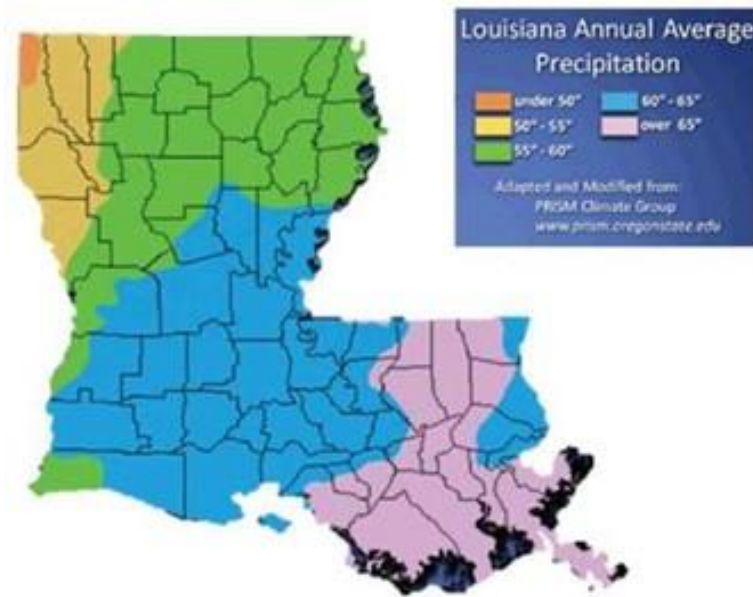 Louisiana Annual Average
Precipitation
under 50"
60" - 65"
50" - 55"
over 65"
55" - 60"
Adapted and Modified from:
PRISM Climate Group
www.prism.oregonstate.edu